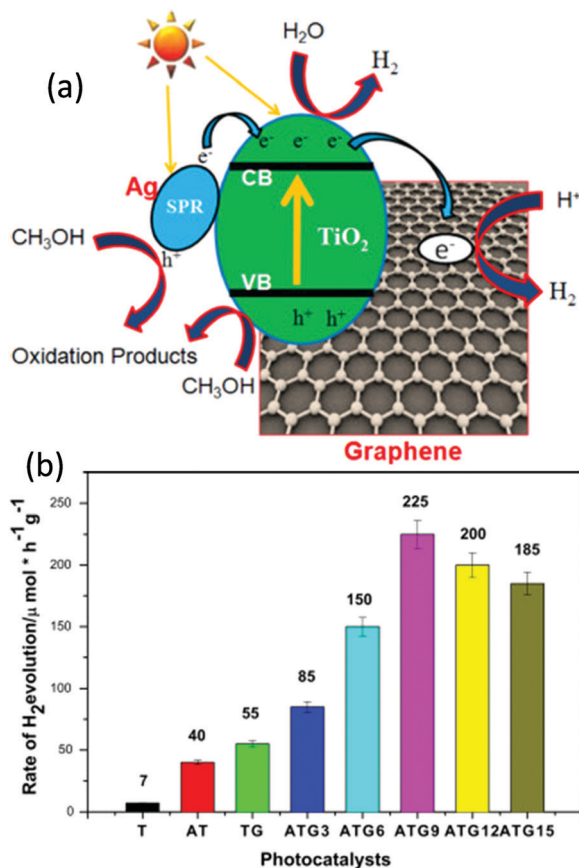 (a)
H₂O
H₂
e⁻ e⁻ e⁻
e⁻
Ag
CB
SPR
TiO₂
H⁺
CH₃OH
e⁻
h⁺
VB
H₂
h⁺ h⁺
Oxidation Products
CH₃OH
Graphene
(b)
Rate of H₂evolution/μ mol * h⁻¹g⁻¹
250
200
150
100
50
0
7
40
55
85
150
225
200
185
T AT TG ATG3 ATG6 ATG9 ATG12 ATG15
Photocatalysts